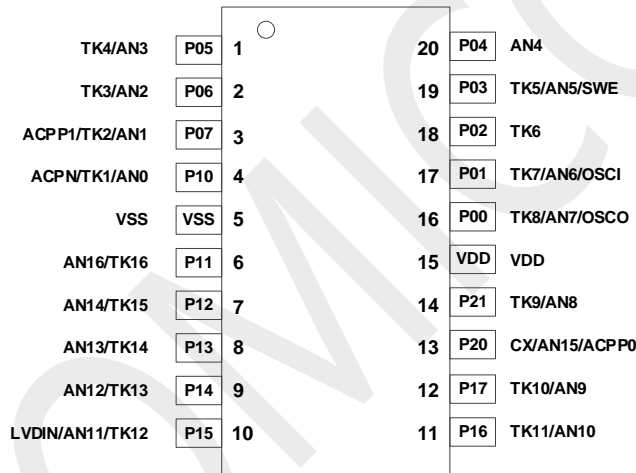 TK4/AN3 P05 1 20 P04 AN4
TK3/AN2 P06 2 19 P03 TK5/AN5/SWE
ACPP1/TK2/AN1 P07 3 18 P02 TK6
ACPN/TK1/AN0 P10 4 17 P01 TK7/AN6/OSCI
VSS VSS 5 16 P00 TK8/AN7/OSCO
AN16/TK16 P11 6 15 VDD VDD
AN14/TK15 P12 7 14 P21 TK9/AN8
AN13/TK14 P13 8 13 P20 CX/AN15/ACPP0
AN12/TK13 P14 9 12 P17 TK10/AN9
LVDIN/AN11/TK12 P15 10 11 P16 TK11/AN10